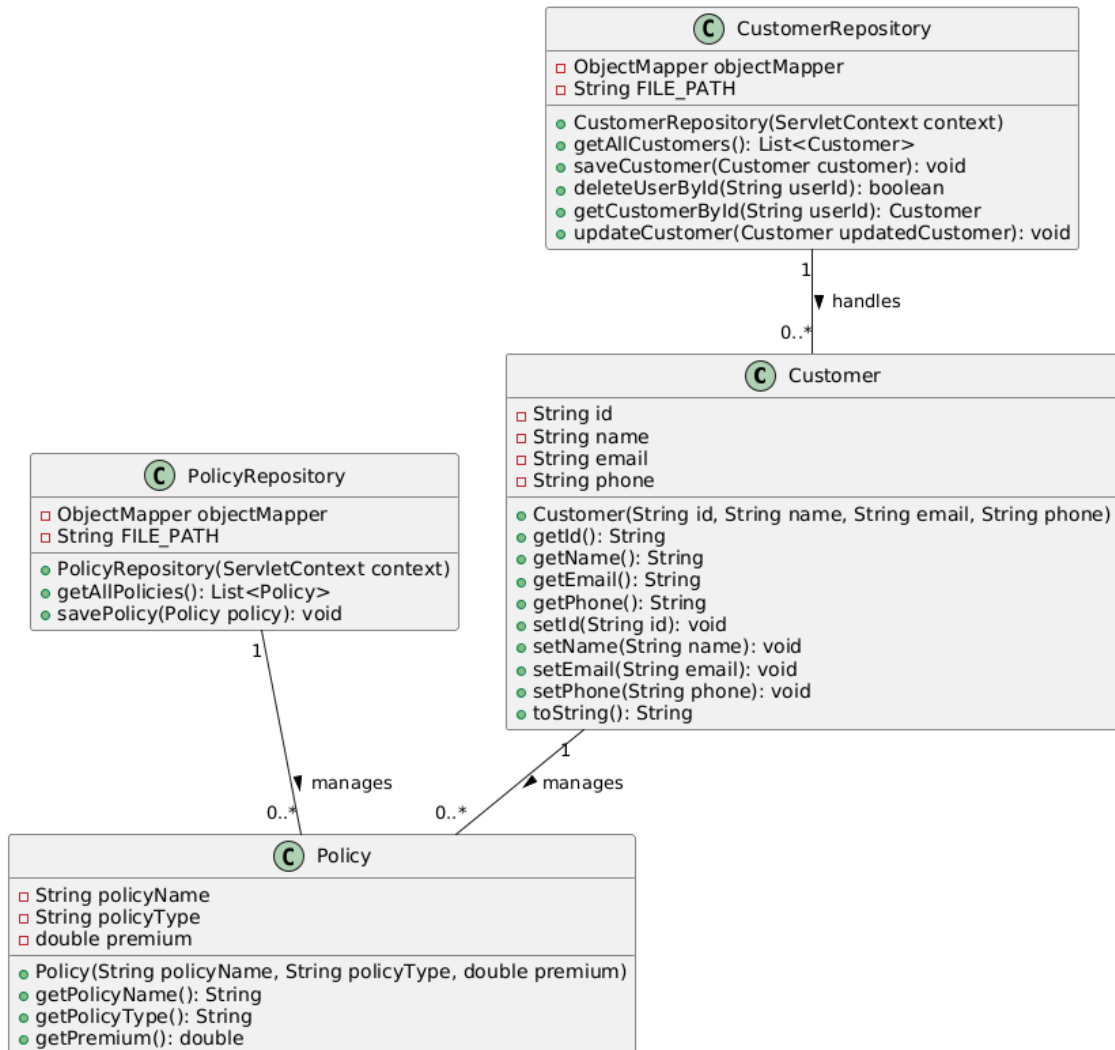 C CustomerRepository
ObjectMapper objectMapper
String FILE_PATH
CustomerRepository(ServletContext context)
getAllCustomers(): List<Customer>
saveCustomer(Customer customer): void
deleteUserById(String userId): boolean
getCustomerById(String userId): Customer
updateCustomer(Customer updatedCustomer): void
1
handles
0..*
C Customer
String id
String name
String email
String phone
Customer(String id, String name, String email, String phone)
getId(): String
getName(): String
getEmail(): String
getPhone(): String
setId(String id): void
setName(String name): void
setEmail(String email): void
setPhone(String phone): void
toString(): String
C PolicyRepository
ObjectMapper objectMapper
String FILE_PATH
PolicyRepository(ServletContext context)
getAllPolicies(): List<Policy>
savePolicy(Policy policy): void
1
manages
0..*
1
manages
0..*
C Policy
String policyName
String policyType
double premium
Policy(String policyName, String policyType, double premium)
getPolicyName(): String
getPolicyType(): String
getPremium(): double